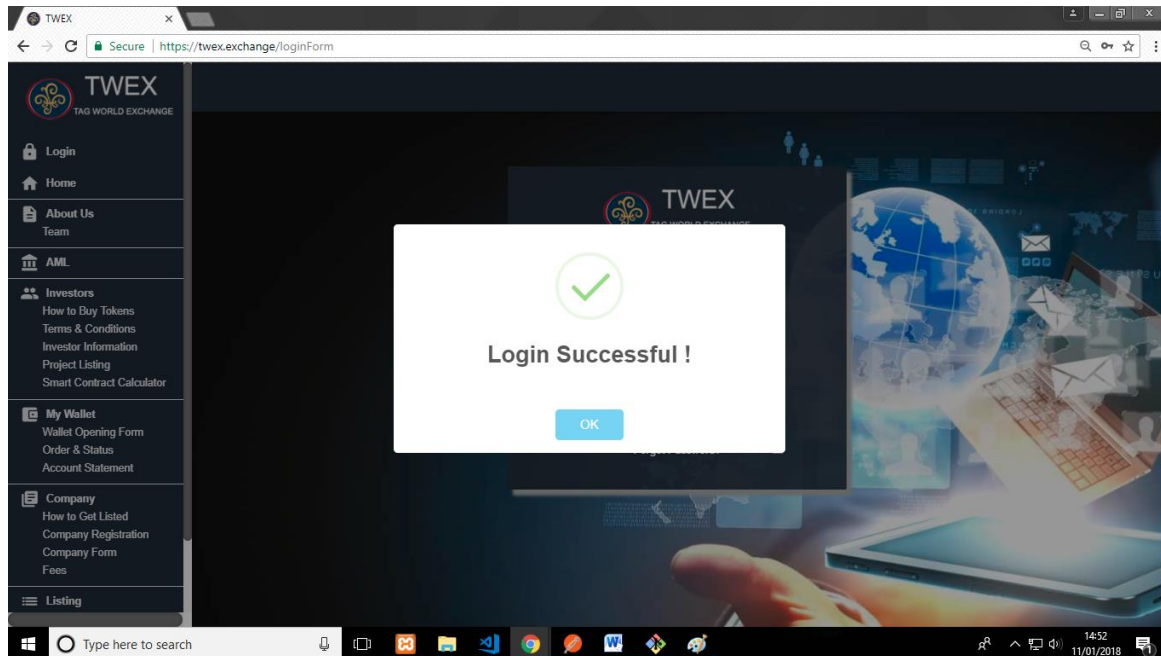 TWEX
Secure | https://twex.exchange/loginForm
TWEX
TAG WORLD EXCHANGE
Login
Home
About Us
Team
AML
Investors
How to Buy Tokens
Terms & Conditions
Investor Information
Project Listing
Smart Contract Calculator
My Wallet
Wallet Opening Form
Order & Status
Account Statement
Company
How to Get Listed
Company Registration
Company Form
Fees
Listing
TWEX
TAG WORLD EXCHANGE
Login Successful !
OK
Type here to search
14:52
11/01/2018